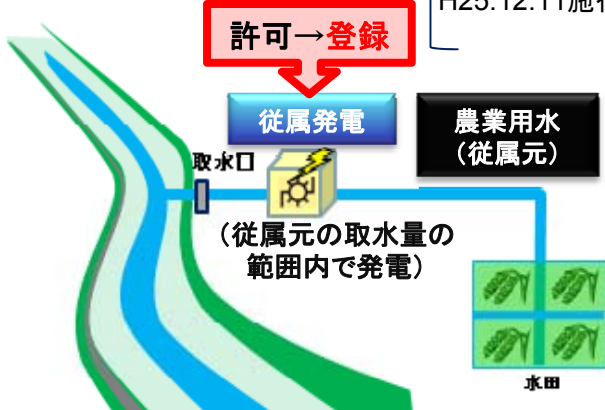 H25.12.11施行
許可→登録
従属発電
農業用水
(従属元)
取水口
(従属元の取水量の
範囲内で発電)
水田